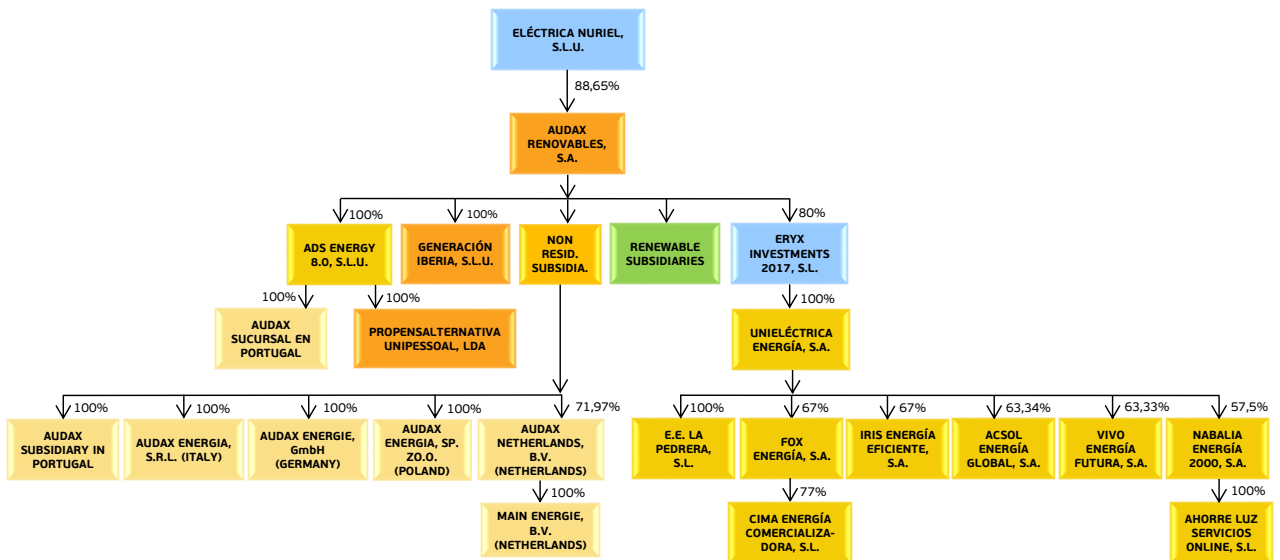 ELÉCTRICA NURIEL,
S.L.U.
88,65%
AUDAX
RENOVABLES,
S.A.
100%
100%
80%
ADS ENERGY
8.0, S.L.U.
GENERACIÓN
IBERIA, S.L.U.
NON
RESID.
SUBSIDIA.
RENEWABLE
SUBSIDIARIES
ERYX
INVESTMENTS
2017, S.L.
100%
100%
100%
AUDAX
SUCURSAL EN
PORTUGAL
PROPENSALTERNATIVA
UNIPESSOAL, LDA
UNIELÉCTRICA
ENERGÍA, S.A.
100%
100%
100%
100%
71,97%
100%
67%
67%
63,34%
63,33%
57,5%
AUDAX
SUBSIDIARY IN
PORTUGAL
AUDAX ENERGIA,
S.R.L. (ITALY)
AUDAX ENERGIE,
GmbH
(GERMANY)
AUDAX
ENERGIA, SP.
ZO.O.
(POLAND)
AUDAX
NETHERLANDS,
B.V.
(NETHERLANDS)
E.E. LA
PEDRERA,
S.L.
FOX
ENERGÍA, S.A.
IRIS ENERGÍA
EFICIENTE,
S.A.
ACSOL
ENERGÍA
GLOBAL, S.A.
VIVO
ENERGÍA
FUTURA, S.A.
NABALIA
ENERGÍA
2000, S.A.
100%
77%
100%
MAIN ENERGIE,
B.V.
(NETHERLANDS)
CIMA ENERGÍA
COMERCIALIZA-
DORA, S.L.
AHORRE LUZ
SERVICIOS
ONLINE, S.L.